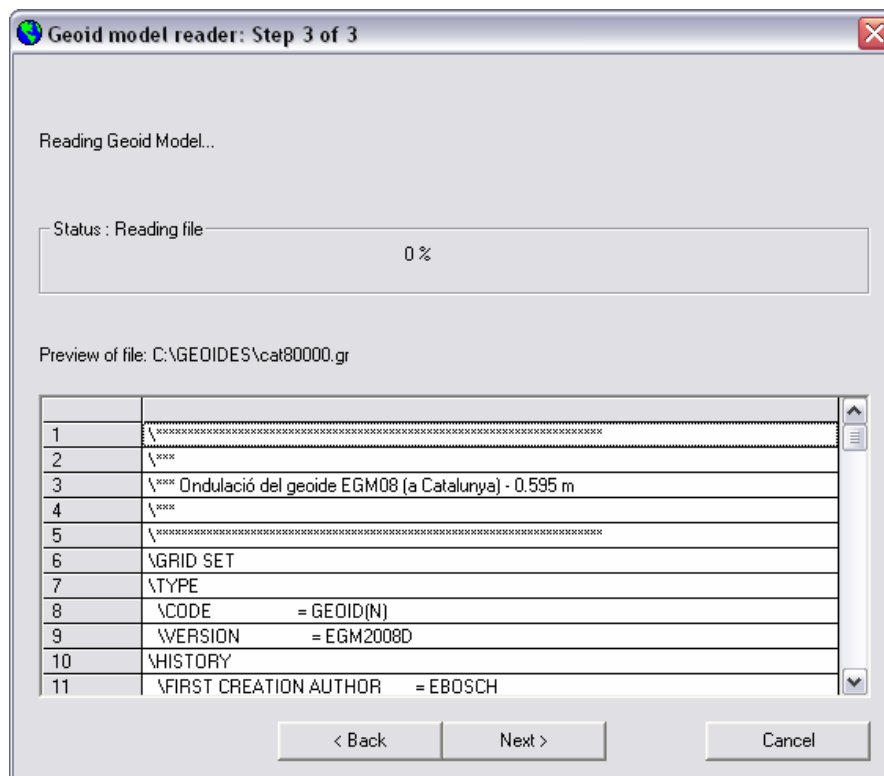 Geoid model reader: Step 3 of 3
Reading Geoid Model...
Status : Reading file
0 %
Preview of file: C:\GEOIDES\cat80000.gr
1 \***********************************************************************
2 \***
3 \*** Ondulació del geoide EGM08 (a Catalunya) - 0.595 m
4 \***
5 \***********************************************************************
6 \GRID SET
7 \TYPE
8 \CODE = GEOID(N)
9 \VERSION = EGM2008D
10 \HISTORY
11 \FIRST CREATION AUTHOR = EBOSCH
< Back Next > Cancel